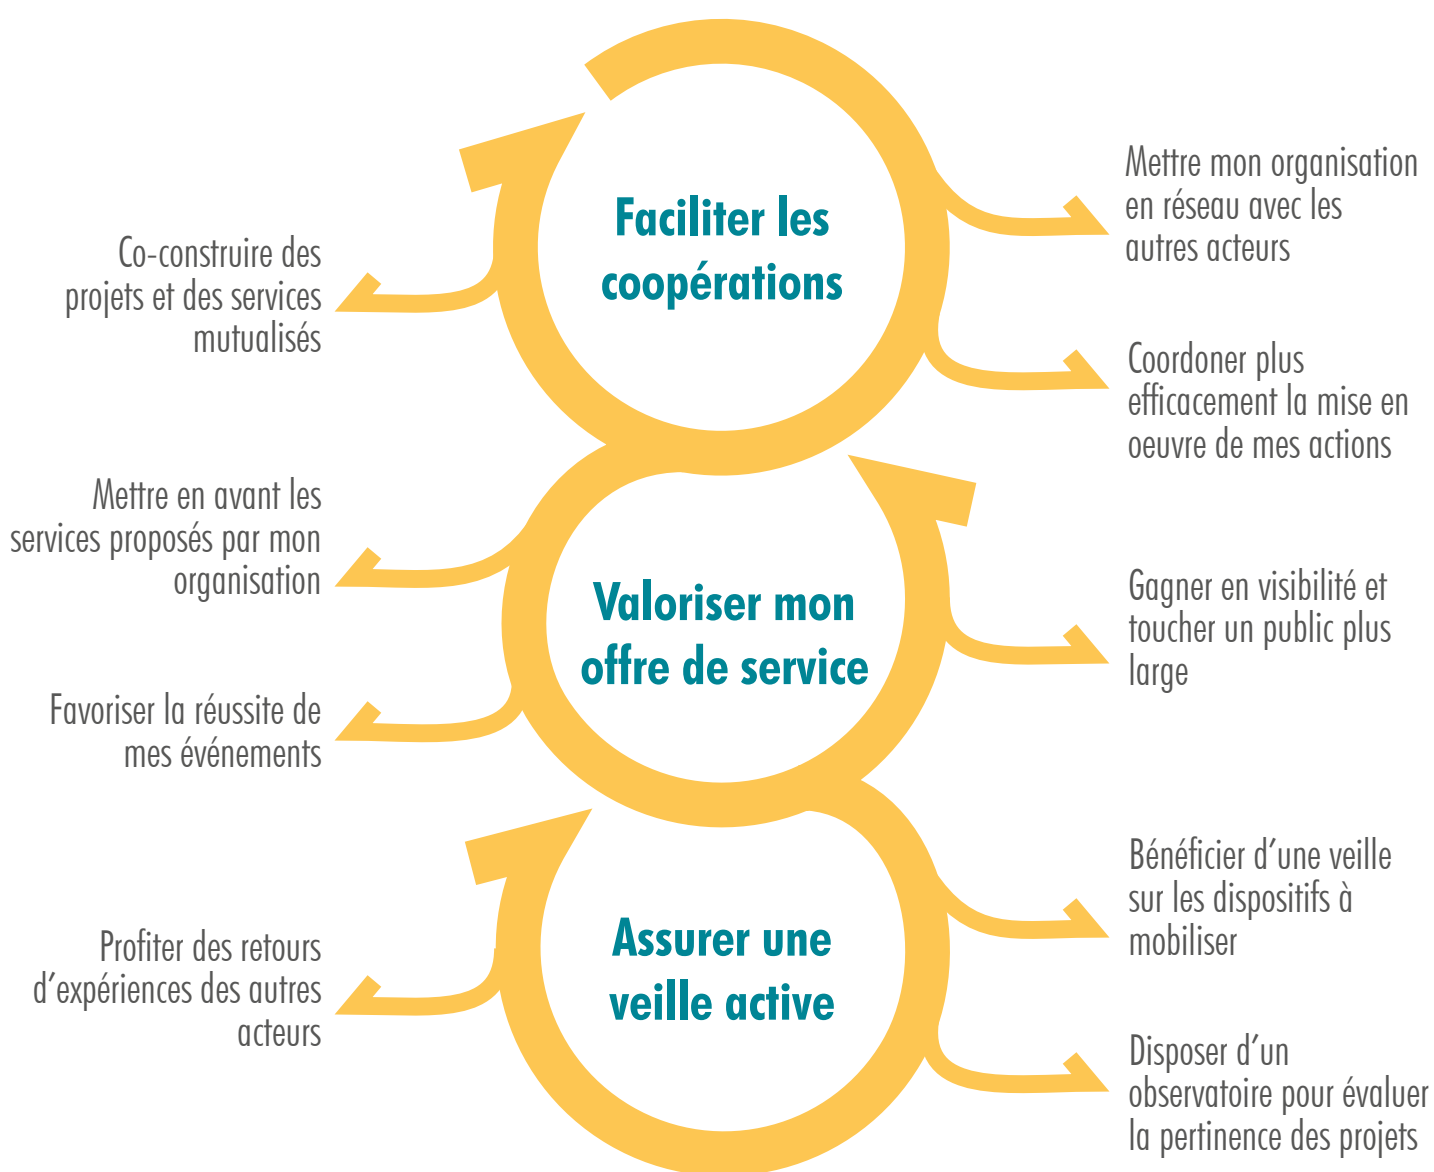 Faciliter les
coopérations
Mettre mon organisation
en réseau avec les
autres acteurs
Co-construire des
projets et des services
mutualisés
Coordoner plus
efficacement la mise en
oeuvre de mes actions
Valoriser mon
offre de service
Mettre en avant les
services proposés par mon
organisation
Gagner en visibilité et
toucher un public plus
large
Favoriser la réussite de
mes événements
Assurer une
veille active
Bénéficier d’une veille
sur les dispositifs à
mobiliser
Profiter des retours
d’expériences des autres
acteurs
Disposer d’un
observatoire pour évaluer
la pertinence des projets